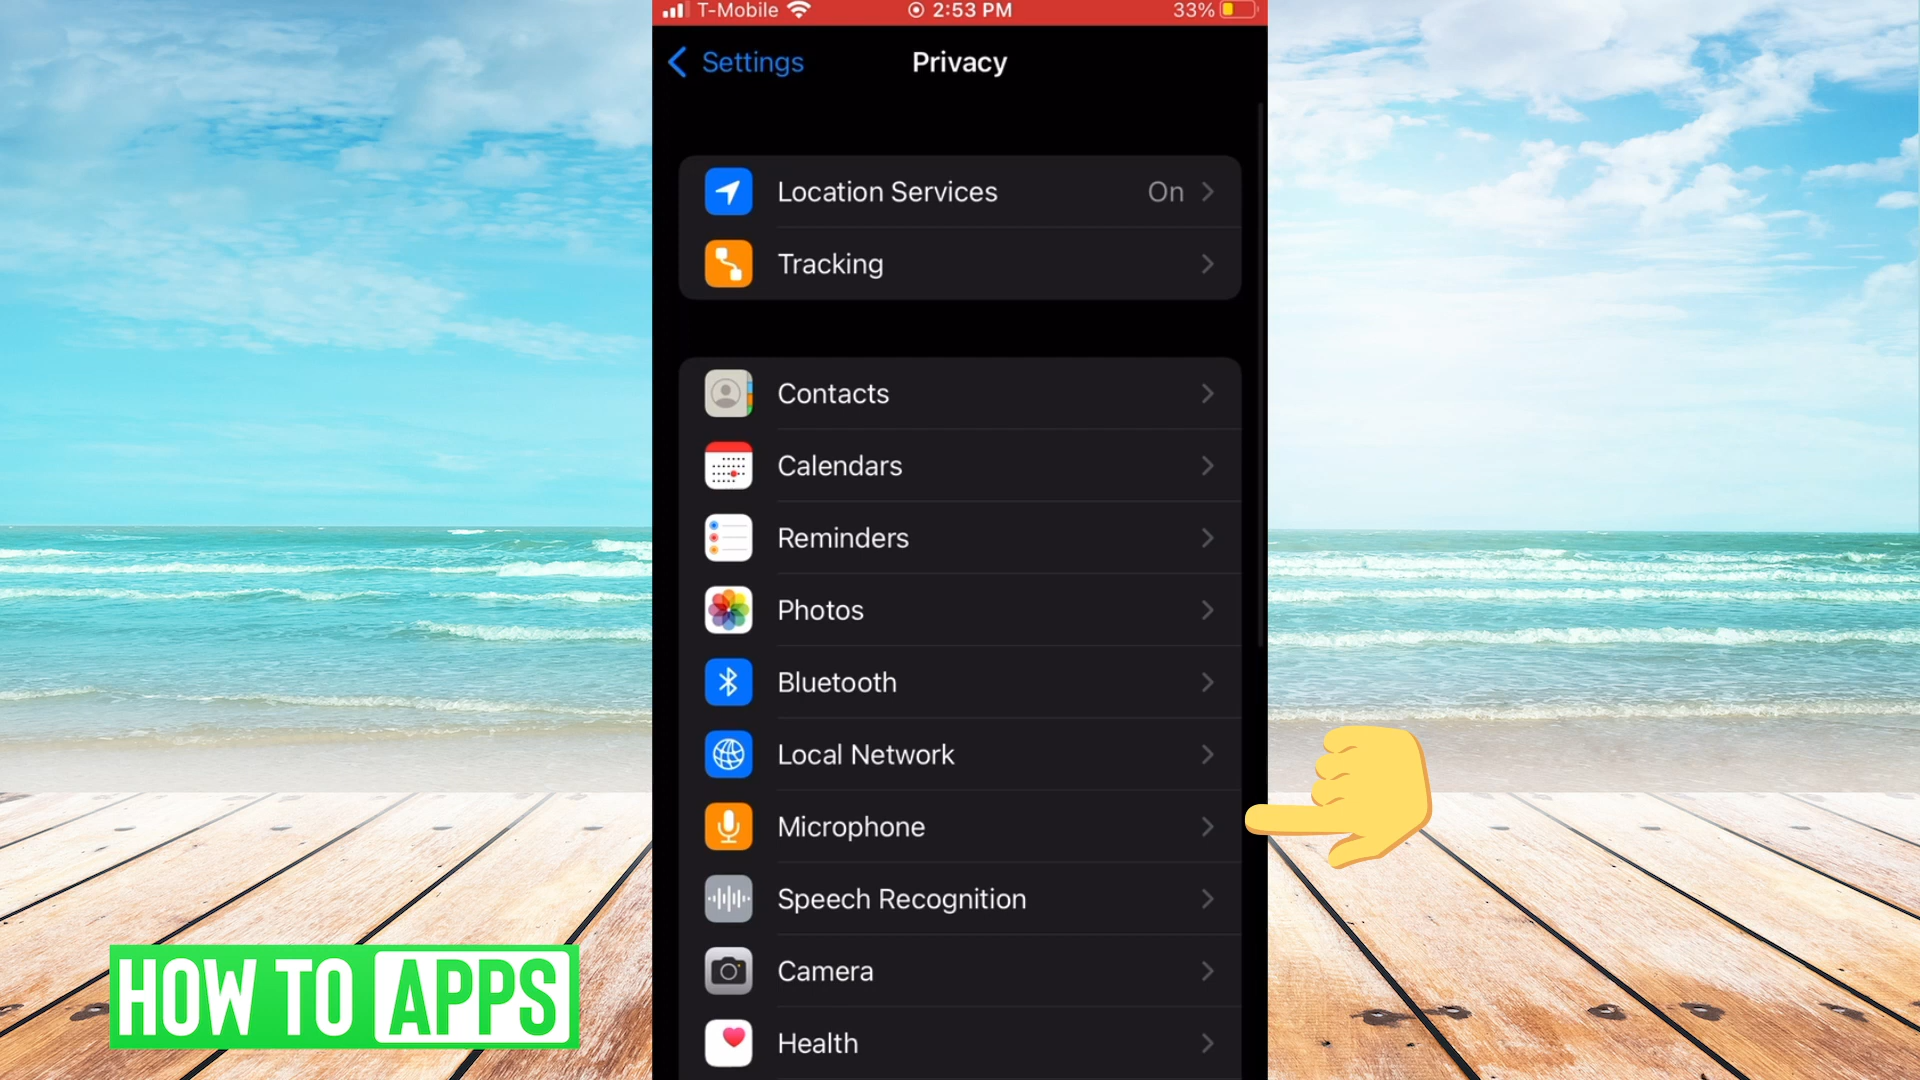 T-Mobile 2:53 PM 33%
Settings Privacy
Location Services On
Tracking
Contacts
Calendars
Reminders
Photos
Bluetooth
Local Network
Microphone
Speech Recognition
Camera
Health
HOW TO APPS